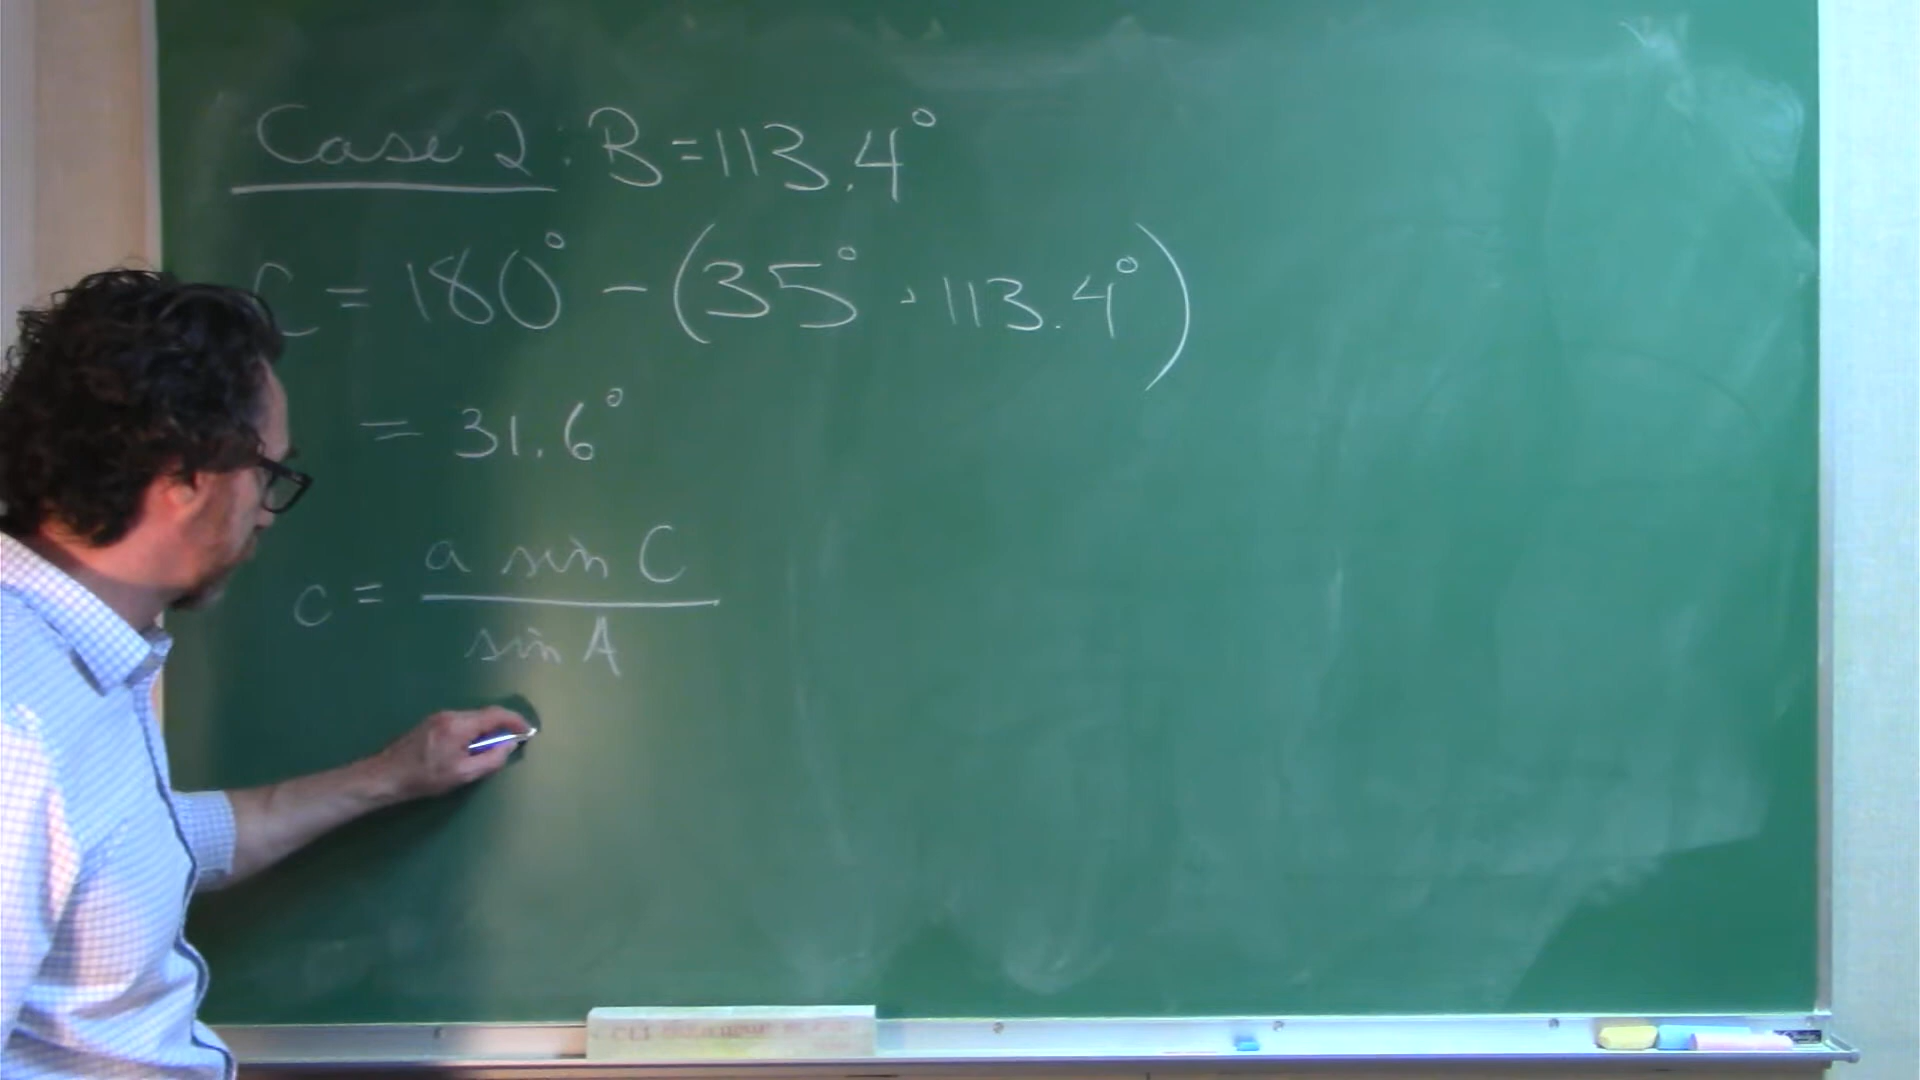 Case 2: B=113.4°
C = 180° - (35° + 113.4°)
= 31.6°
c = a sin C / sin A